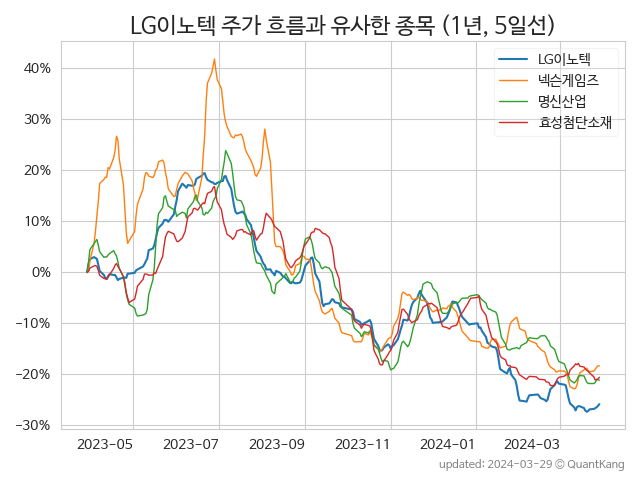 LG이노텍 주가 흐름과 유사한 종목 (1년, 5일선)
LG이노텍
넥슨게임즈
명신산업
효성첨단소재
40%
30%
20%
10%
0%
−10%
−20%
−30%
2023-05 2023-07 2023-09 2023-11 2024-01 2024-03
updated: 2024-03-29 © QuantKang